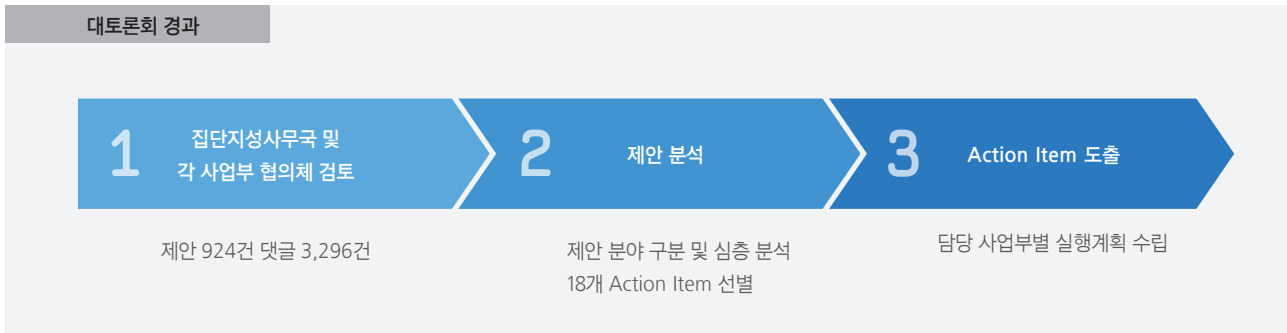 대토론회 경과
1
집단지성사무국 및
각 사업부 협의체 검토
2
제안 분석
3
Action Item 도출
제안 924건 댓글 3,296건
제안 분야 구분 및 심층 분석
18개 Action Item 선별
담당 사업부별 실행계획 수립